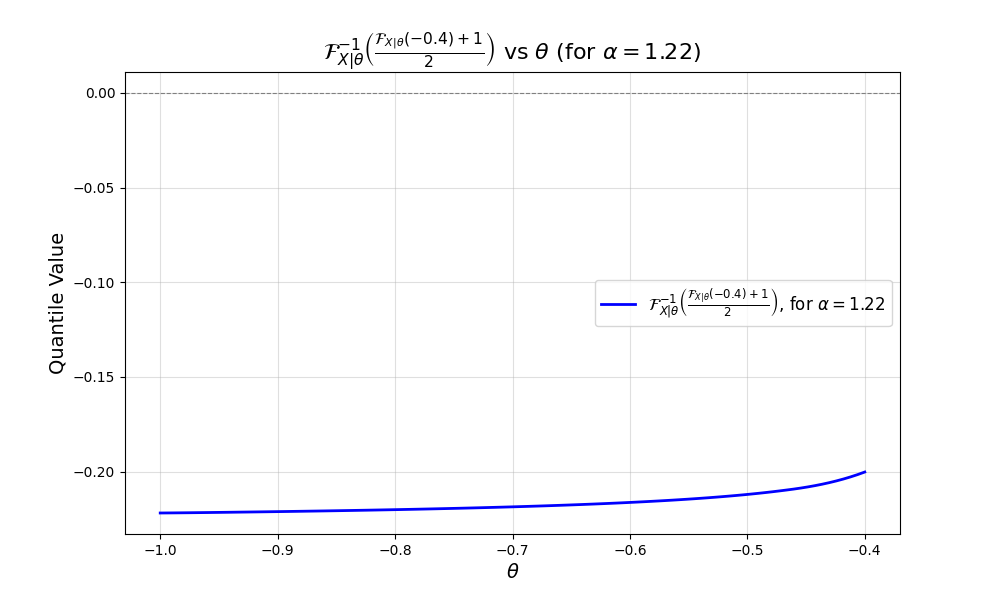 $\mathcal{F}_{X|\theta}^{-1}\left(\frac{\mathcal{F}_{X|\theta}(-0.4)+1}{2}\right)$ vs $\theta$ (for $\alpha = 1.22$)
0.00
−0.05
−0.10
−0.15
−0.20
Quantile Value
$\mathcal{F}_{X|\theta}^{-1}\left(\frac{\mathcal{F}_{X|\theta}(-0.4)+1}{2}\right)$, for $\alpha = 1.22$
−1.0 −0.9 −0.8 −0.7 −0.6 −0.5 −0.4
θ